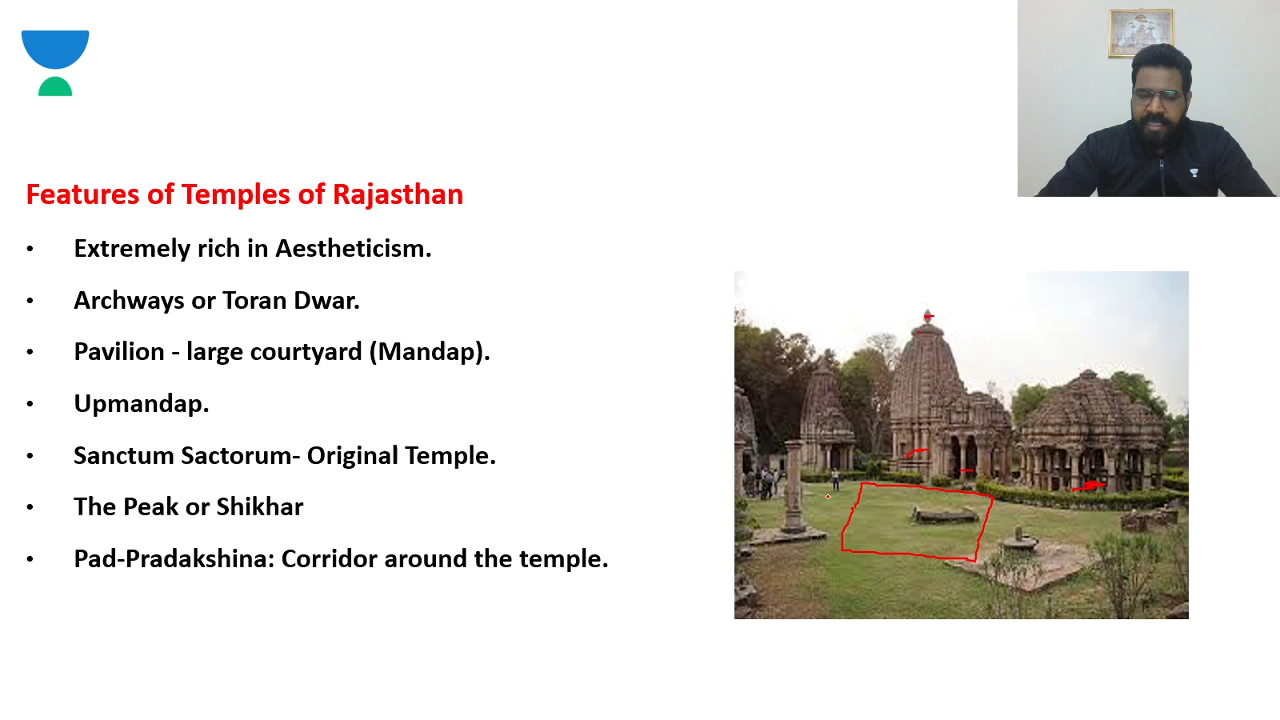 Features of Temples of Rajasthan
• Extremely rich in Aestheticism.
• Archways or Toran Dwar.
• Pavilion - large courtyard (Mandap).
• Upmandap.
• Sanctum Sactorum- Original Temple.
• The Peak or Shikhar
• Pad-Pradakshina: Corridor around the temple.